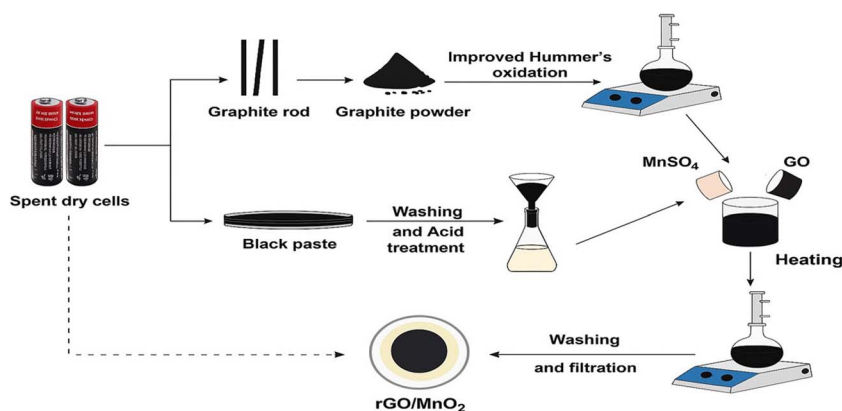 Improved Hummer's
oxidation
Graphite rod
Graphite powder
MnSO₄
GO
Spent dry cells
Black paste
Washing
and Acid
treatment
Heating
Washing
and filtration
rGO/MnO₂